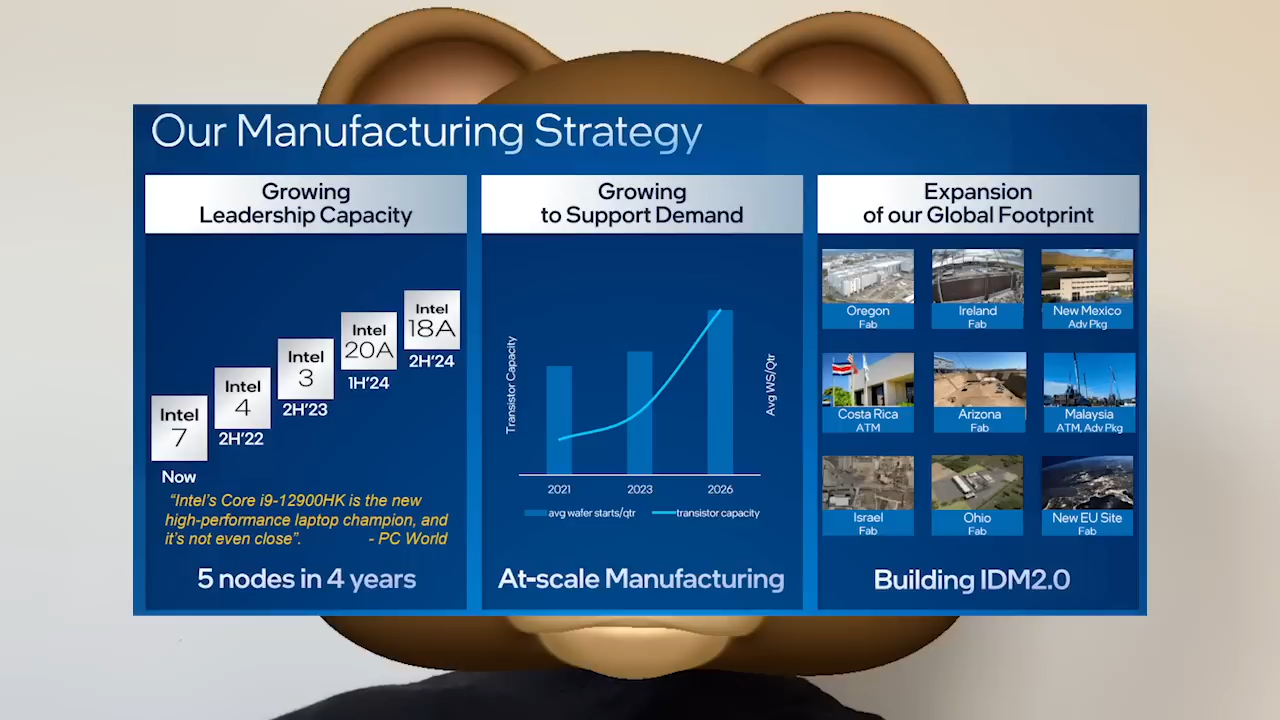 Our Manufacturing Strategy
Growing
Leadership Capacity
Intel
7
Now
Intel
4
2H'22
Intel
3
2H'23
Intel
20A
1H'24
Intel
18A
2H'24
“Intel’s Core i9-12900HK is the new
high-performance laptop champion, and
it’s not even close”. - PC World
5 nodes in 4 years
Growing
to Support Demand
Transistor Capacity
Avg WS/Qtr
2021 2023 2026
avg wafer starts/qtr transistor capacity
At-scale Manufacturing
Expansion
of our Global Footprint
Oregon
Fab
Ireland
Fab
New Mexico
Adv Pkg
Costa Rica
ATM
Arizona
Fab
Malaysia
ATM, Adv Pkg
Israel
Fab
Ohio
Fab
New EU Site
Fab
Building IDM2.0